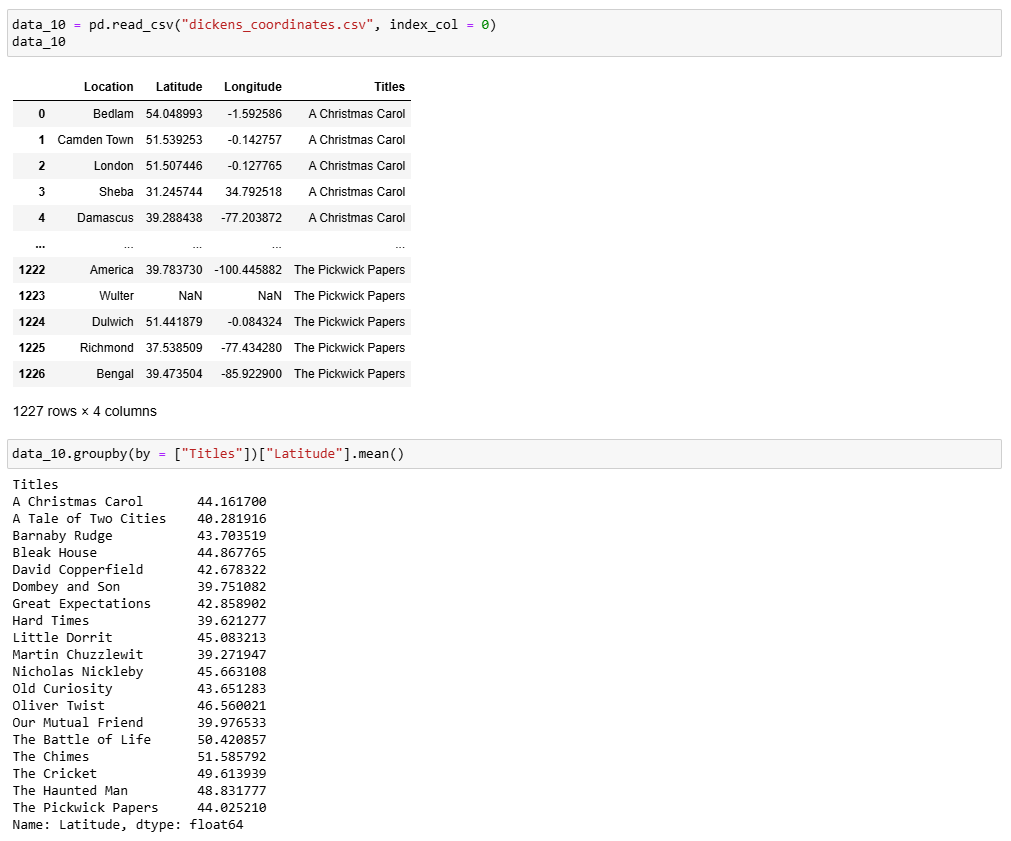 data_10 = pd.read_csv("dickens_coordinates.csv", index_col = 0)
data_10
Location Latitude Longitude Titles
0 Bedlam 54.048993 -1.592586 A Christmas Carol
1 Camden Town 51.539253 -0.142757 A Christmas Carol
2 London 51.507446 -0.127765 A Christmas Carol
3 Sheba 31.245744 34.792518 A Christmas Carol
4 Damascus 39.288438 -77.203872 A Christmas Carol
... ... ... ... ...
1222 America 39.783730 -100.445882 The Pickwick Papers
1223 Wulter NaN NaN The Pickwick Papers
1224 Dulwich 51.441879 -0.084324 The Pickwick Papers
1225 Richmond 37.538509 -77.434280 The Pickwick Papers
1226 Bengal 39.473504 -85.922900 The Pickwick Papers
1227 rows × 4 columns
data_10.groupby(by = ["Titles"])["Latitude"].mean()
Titles
A Christmas Carol 44.161700
A Tale of Two Cities 40.281916
Barnaby Rudge 43.703519
Bleak House 44.867765
David Copperfield 42.678322
Dombey and Son 39.751082
Great Expectations 42.858902
Hard Times 39.621277
Little Dorrit 45.083213
Martin Chuzzlewit 39.271947
Nicholas Nickleby 45.663108
Old Curiosity 43.651283
Oliver Twist 46.560021
Our Mutual Friend 39.976533
The Battle of Life 50.420857
The Chimes 51.585792
The Cricket 49.613939
The Haunted Man 48.831777
The Pickwick Papers 44.025210
Name: Latitude, dtype: float64